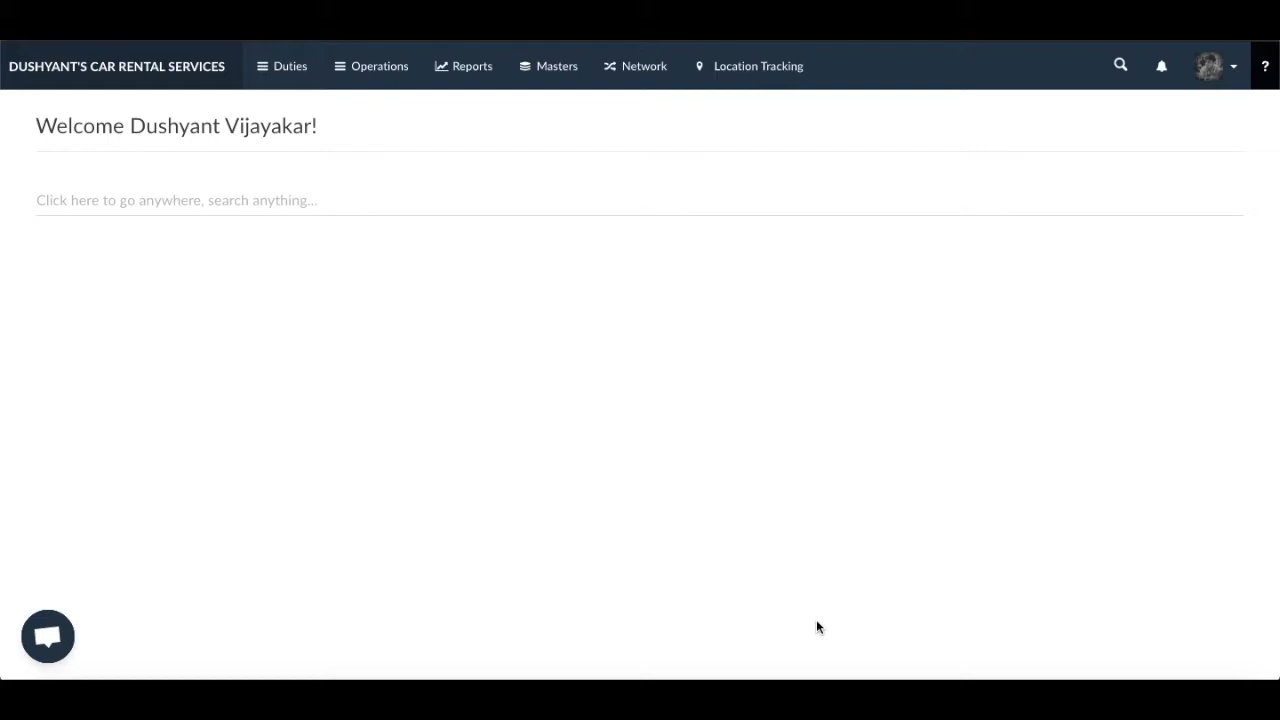 DUSHYANT'S CAR RENTAL SERVICES Duties Operations Reports Masters Network Location Tracking ?
Welcome Dushyant Vijayakar!
Click here to go anywhere, search anything...